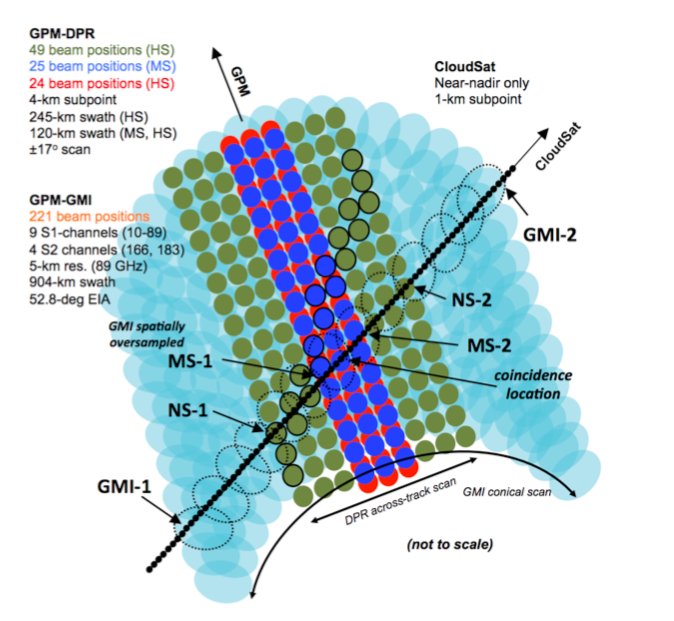 GPM-DPR
49 beam positions (HS)
25 beam positions (MS)
24 beam positions (HS)
4-km subpoint
245-km swath (HS)
120-km swath (MS, HS)
±17° scan
GPM
CloudSat
Near-nadir only
1-km subpoint
CloudSat
GPM-GMI
221 beam positions
9 S1-channels (10-89)
4 S2 channels (166, 183)
5-km res. (89 GHz)
904-km swath
52.8-deg EIA
GMI-2
NS-2
GMI spatially
oversampled
MS-1
MS-2
coincidence
location
NS-1
GMI-1
DPR across-track scan
GMI conical scan
(not to scale)